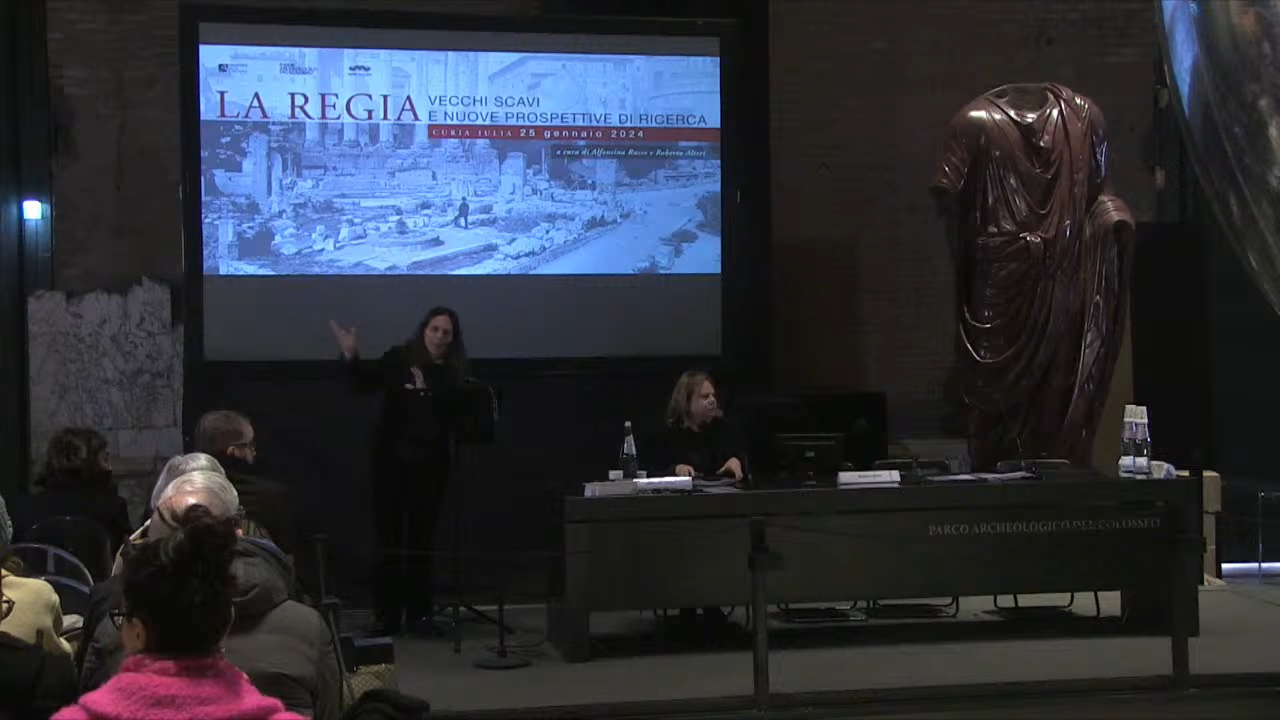 LA REGIA
VECCHI SCAVI
E NUOVE PROSPETTIVE DI RICERCA
CURIA IULIA 25 gennaio 2024
a cura di Alfonsina Russo e Roberta Alteri
PARCO ARCHEOLOGICO DEL COLOSSEO